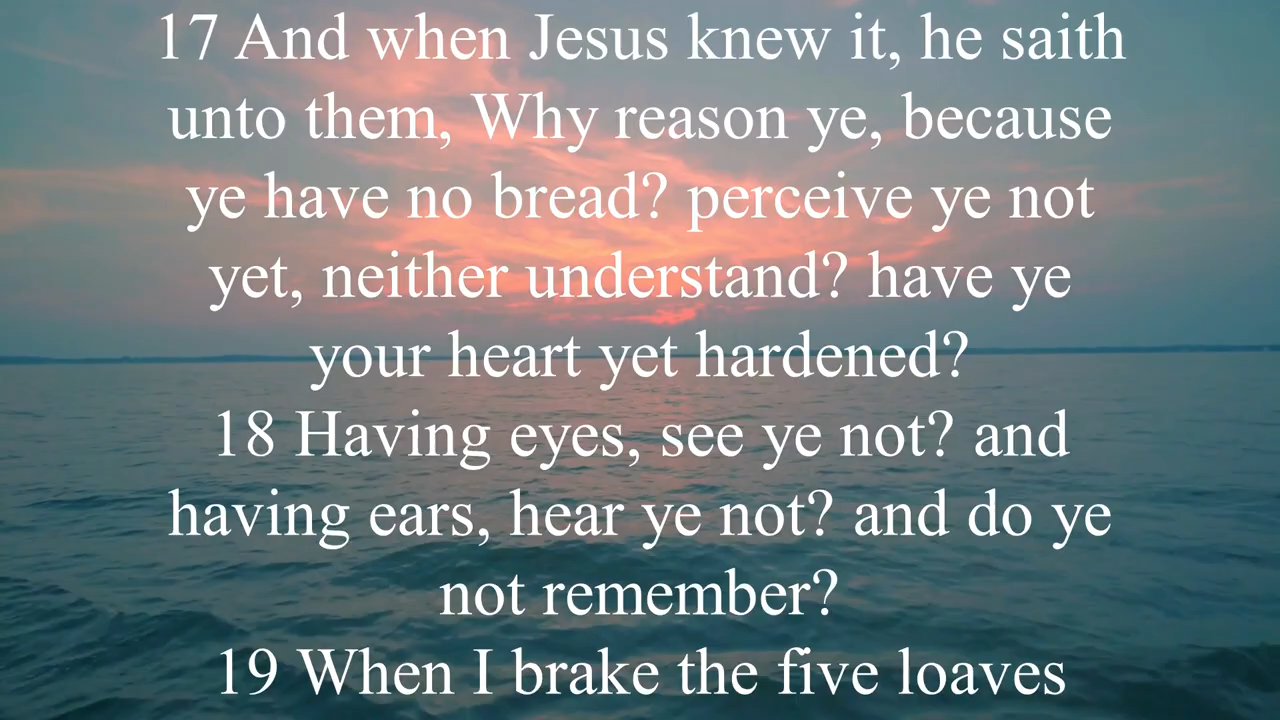 17 And when Jesus knew it, he saith
unto them, Why reason ye, because
ye have no bread? perceive ye not
yet, neither understand? have ye
your heart yet hardened?
18 Having eyes, see ye not? and
having ears, hear ye not? and do ye
not remember?
19 When I brake the five loaves